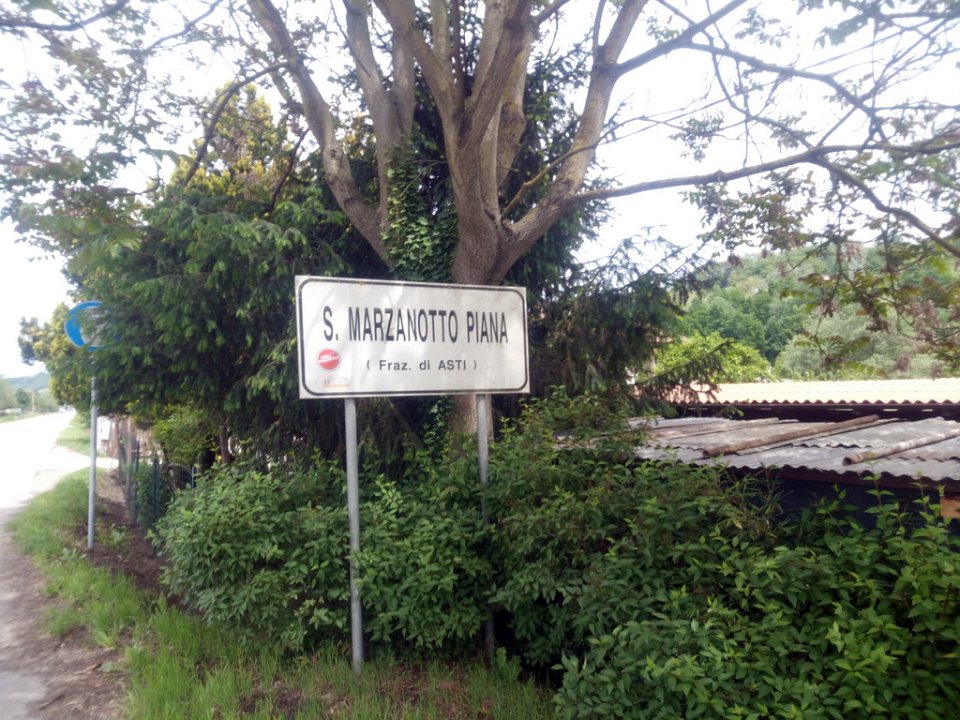 S. MARZANOTTO PIANA
( Fraz. di ASTI )